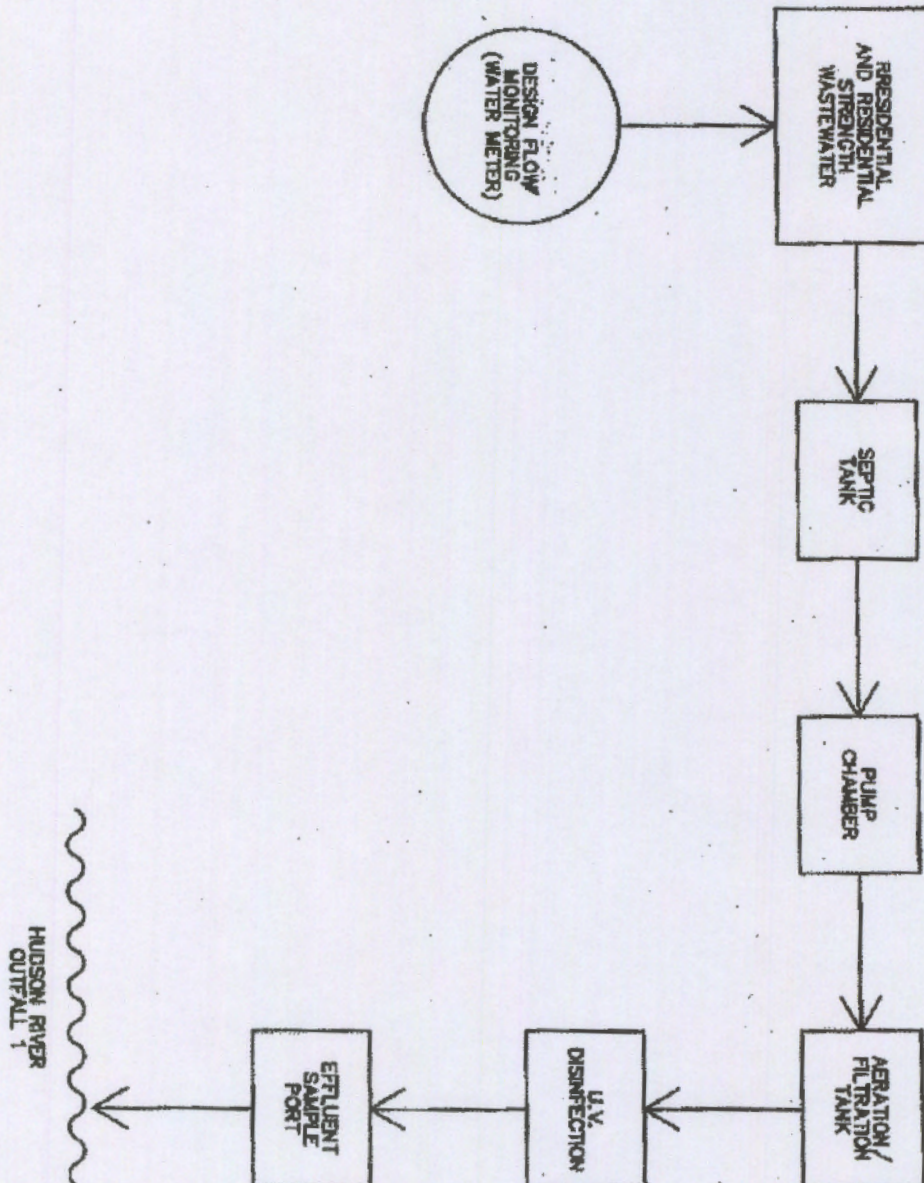 RRESIDENTIAL
AND RESIDENTIAL
STRENGTH
WASTEWATER
DESIGN FLOW
MONITORING
(WATER METER)
SEPTIC
TANK
PUMP
CHAMBER
AERATION/
FILTRATION
TANK
U.V.
DISINFECTION
EFFLUENT
SAMPLE
PORT
HUDSON RIVER
OUTFALL 1